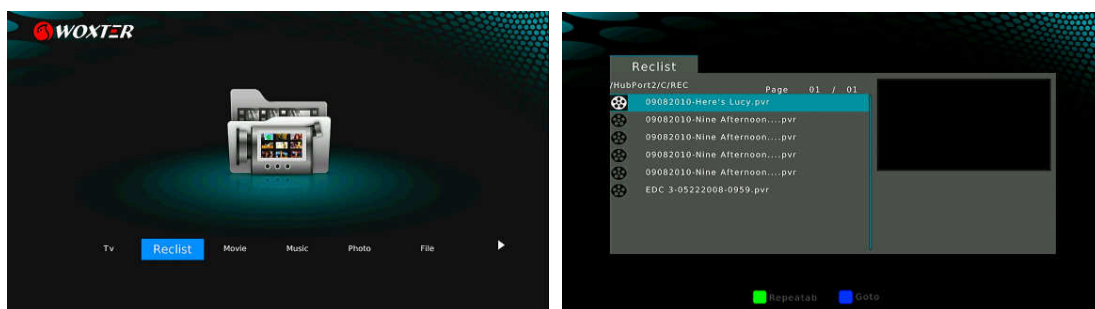 WOXTER
Tv Reclist Movie Music Photo File
Reclist
/HubPort2/C/REC Page 01 / 01
09082010-Here's Lucy.pvr
09082010-Nine Afternoon....pvr
09082010-Nine Afternoon....pvr
09082010-Nine Afternoon....pvr
09082010-Nine Afternoon....pvr
EDC 3-05222008-0959.pvr
Repeatab Goto